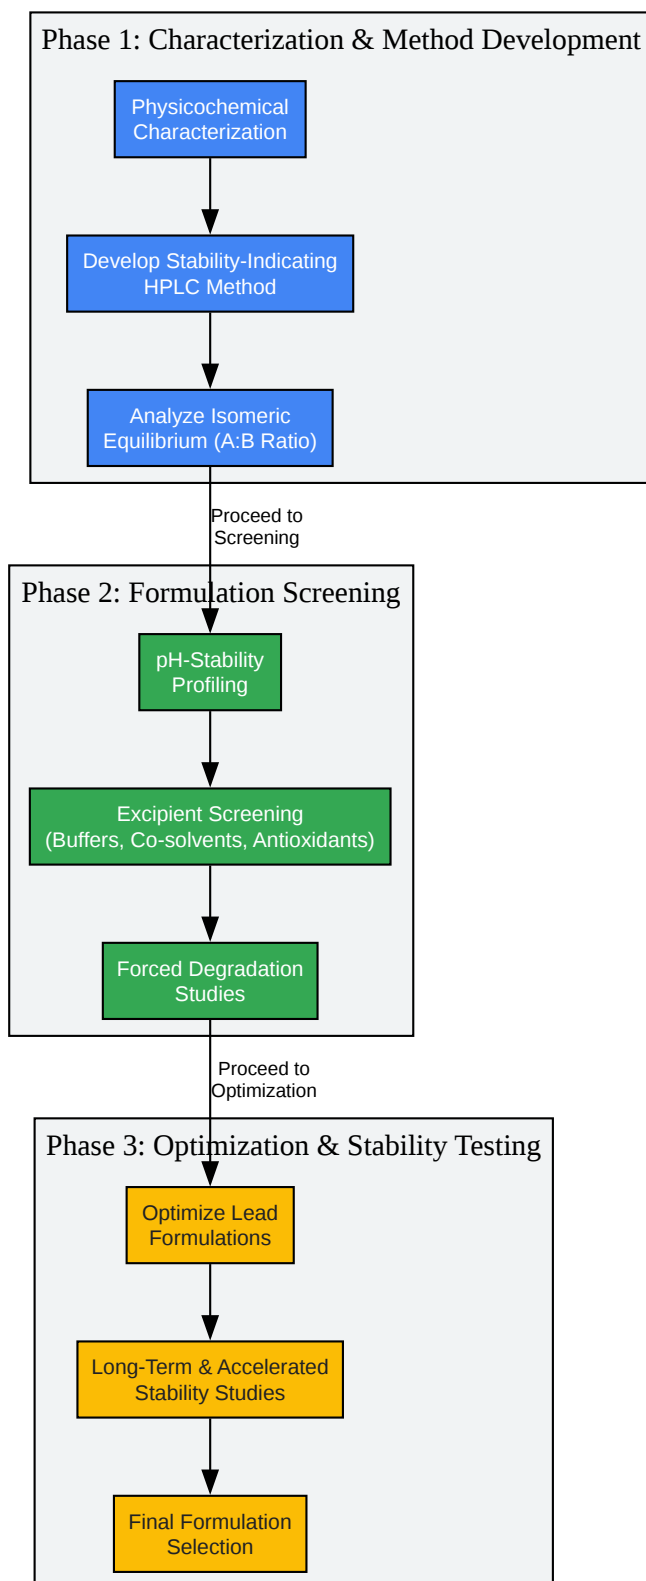 Phase 1: Characterization & Method Development
Physicochemical
Characterization
Develop Stability-Indicating
HPLC Method
Analyze Isomeric
Equilibrium (A:B Ratio)
Proceed to
Screening
Phase 2: Formulation Screening
pH-Stability
Profiling
Excipient Screening
(Buffers, Co-solvents, Antioxidants)
Forced Degradation
Studies
Proceed to
Optimization
Phase 3: Optimization & Stability Testing
Optimize Lead
Formulations
Long-Term & Accelerated
Stability Studies
Final Formulation
Selection